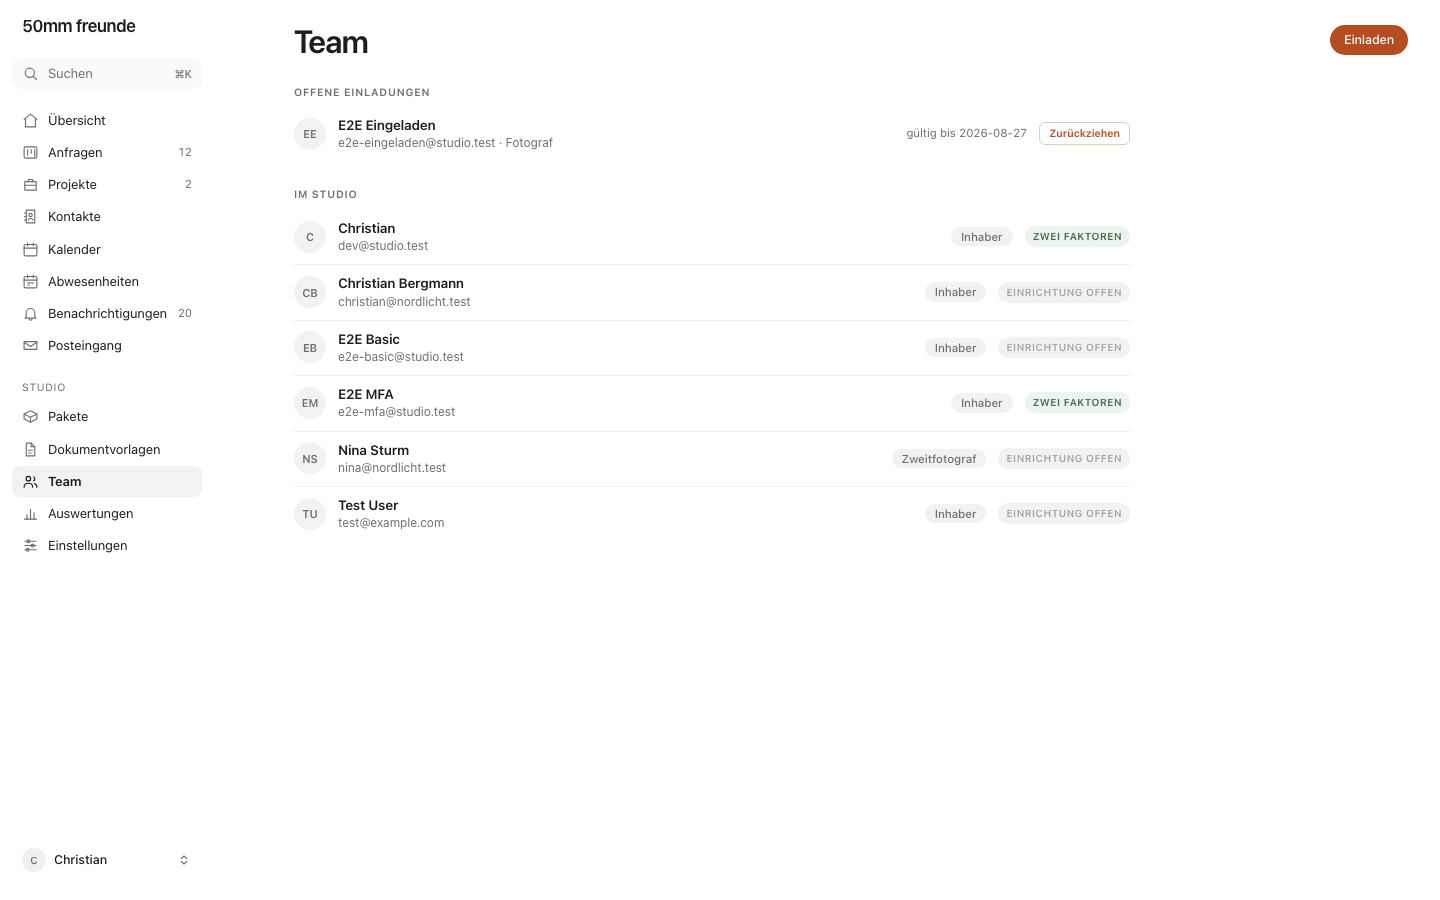 50mm freunde
Suchen ⌘K
Übersicht
Anfragen 12
Projekte 2
Kontakte
Kalender
Abwesenheiten
Benachrichtigungen 20
Posteingang
STUDIO
Pakete
Dokumentvorlagen
Team
Auswertungen
Einstellungen
C Christian
Team
Einladen
OFFENE EINLADUNGEN
EE E2E Eingeladen
e2e-eingeladen@studio.test · Fotograf
gültig bis 2026-08-27 Zurückziehen
IM STUDIO
C Christian
dev@studio.test
Inhaber ZWEI FAKTOREN
CB Christian Bergmann
christian@nordlicht.test
Inhaber EINRICHTUNG OFFEN
EB E2E Basic
e2e-basic@studio.test
Inhaber EINRICHTUNG OFFEN
EM E2E MFA
e2e-mfa@studio.test
Inhaber ZWEI FAKTOREN
NS Nina Sturm
nina@nordlicht.test
Zweitfotograf EINRICHTUNG OFFEN
TU Test User
test@example.com
Inhaber EINRICHTUNG OFFEN